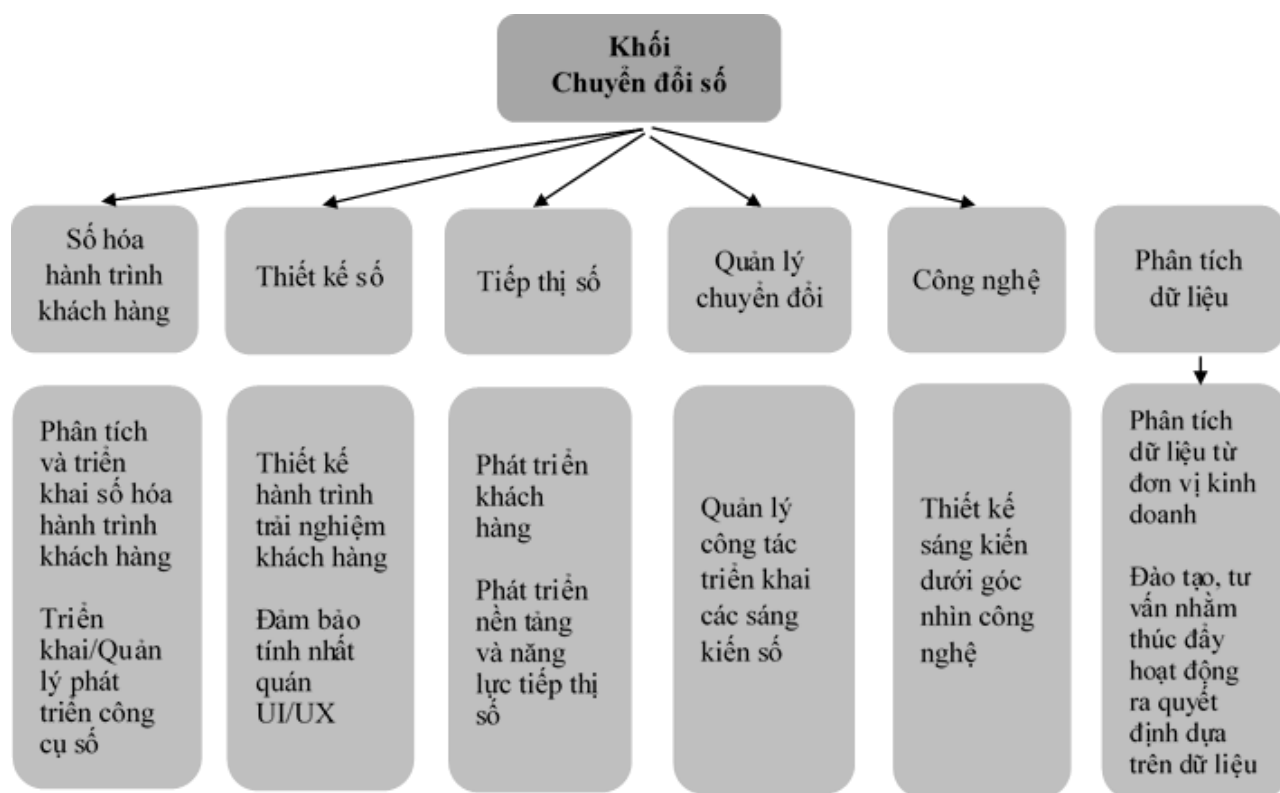 Khối
Chuyển đổi số
Số hóa
hành trình
khách hàng
Thiết kế số
Tiếp thị số
Quản lý
chuyển đổi
Công nghệ
Phân tích
dữ liệu
Phân tích
và triển
khai số hóa
hành trình
khách hàng
Triển
khai/Quản
lý phát
triển công
cụ số
Thiết kế
hành trình
trải nghiệm
khách hàng
Đảm bảo
tính nhất
quán
UI/UX
Phát triển
khách
hàng
Phát triển
nền tảng
và năng
lực tiếp thị
số
Quản lý
công tác
triển khai
các sáng
kiến số
Thiết kế
sáng kiến
dưới góc
nhìn công
nghệ
Phân tích
dữ liệu từ
đơn vị kinh
doanh
Đào tạo, tư
vấn nhằm
thúc đẩy
hoạt động
ra quyết
định dựa
trên dữ liệu